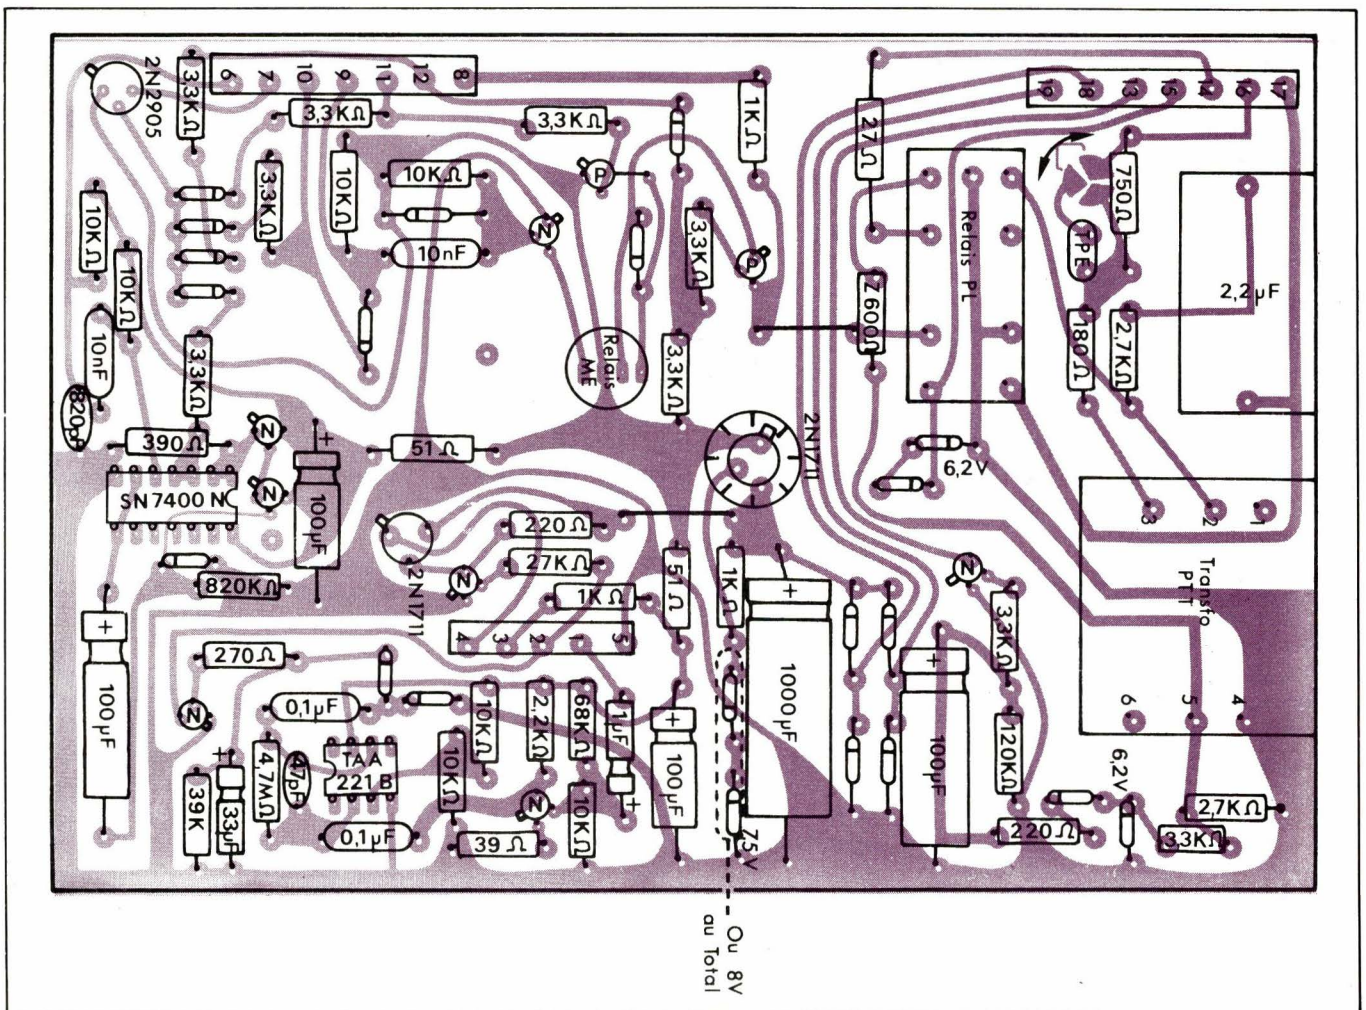 2N2905
3,3KΩ
6 7 10 9 11 12 8
3,3KΩ
3,3KΩ
1KΩ
27Ω
19 18 13 15 14 16 17
10KΩ
10KΩ
3,3KΩ
10KΩ
10KΩ
10nF
N
P
3,3KΩ
P
Relais PL
750Ω
TPE
2,2µF
Z 600Ω
180Ω
2,7KΩ
10nF
820pF
3,3KΩ
Relais ME
3,3KΩ
390Ω
N
51Ω
2N1711
6,2V
SN7400 N
N
+
100µF
220Ω
27KΩ
1KΩ
2N1711
N
51Ω
1KΩ
N
3 2 1
Transfo PTT
820KΩ
4 3 2 1 5
+
1000µF
3,3KΩ
+
100µF
270Ω
0,1µF
N
10KΩ
2,2KΩ
68KΩ
1µF
+
+
100µF
+
100µF
120KΩ
6 5 4
39K
+
33µF
4,7MΩ
47pF
TAA
221 B
10KΩ
0,1µF
39Ω
N
10KΩ
7,5V
220Ω
6,2V
2,7KΩ
3,3KΩ
Ou 8V
au Total